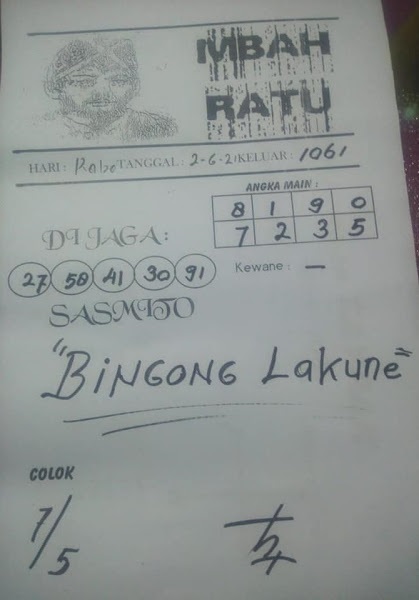 MBAH
RATU
HARI : Rabo TANGGAL : 2-6-21 KELUAR : 1061
ANGKA MAIN :
8 1 9 0
7 2 3 5
DI JAGA :
27 58 41 30 91
Kewane : —
SASMITO
"BINGONG Lakune"
COLOK
7/5